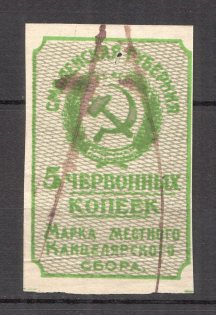 СМОЛЕНСКАЯ ГУБЕРНИЯ
5 ЧЕРВОННЫХ
КОПЕЕК
МАРКА МЕСТНОГО
КАНЦЕЛЯРСКОГО
СБОРА